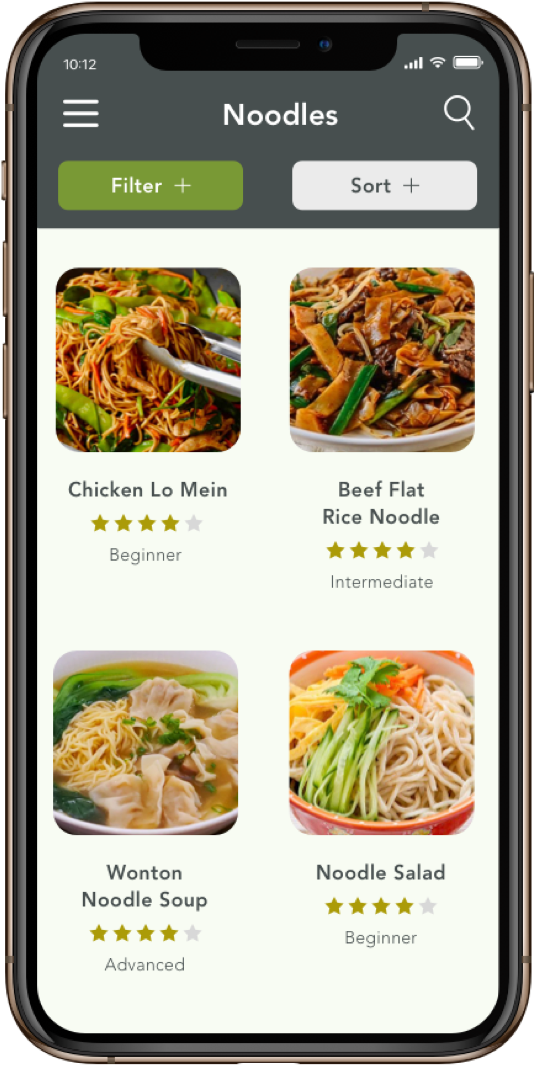 10:12
Noodles
Filter +
Sort +
Chicken Lo Mein
Beginner
Beef Flat
Rice Noodle
Intermediate
Wonton
Noodle Soup
Advanced
Noodle Salad
Beginner